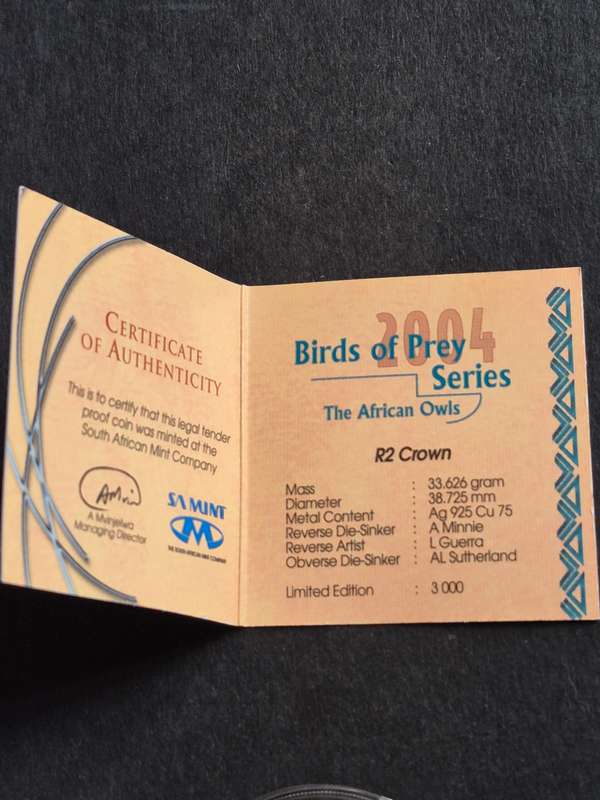 CERTIFICATE
OF AUTHENTICITY
This is to certify that this legal tender
proof coin was minted at the
South African Mint Company
A Mvinjelwa
Managing Director
SA MINT
THE SOUTH AFRICAN MINT COMPANY
2004
Birds of Prey
Series
The African Owls
R2 Crown
Mass : 33.626 gram
Diameter : 38.725 mm
Metal Content : Ag 925 Cu 75
Reverse Die-Sinker : A Minnie
Reverse Artist : L Guerra
Obverse Die-Sinker : AL Sutherland
Limited Edition : 3 000